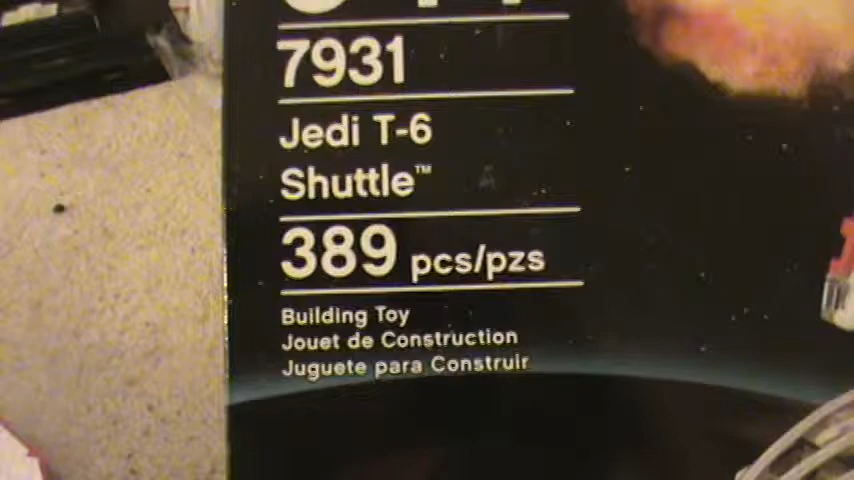 7931
Jedi T-6
Shuttle™
389 pcs/pzs
Building Toy
Jouet de Construction
Juguete para Construir